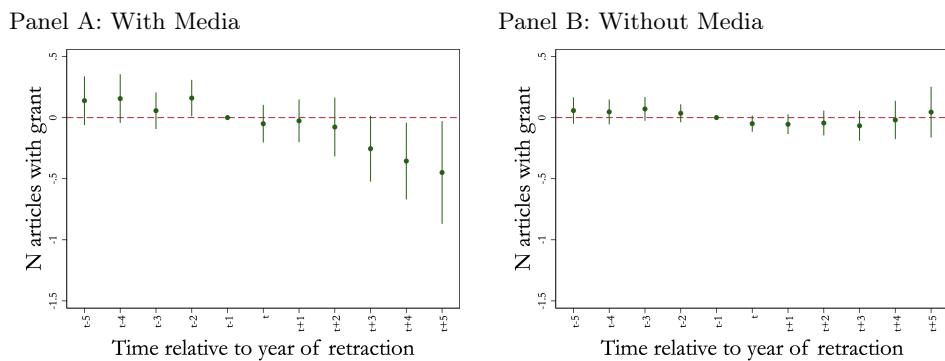 Panel A: With Media
N articles with grant
.5
0
-.5
-1
-1.5
t-5
t-4
t-3
t-2
t-1
t
t+1
t+2
t+3
t+4
t+5
Time relative to year of retraction
Panel B: Without Media
N articles with grant
.5
0
-.5
-1
-1.5
t-5
t-4
t-3
t-2
t-1
t
t+1
t+2
t+3
t+4
t+5
Time relative to year of retraction